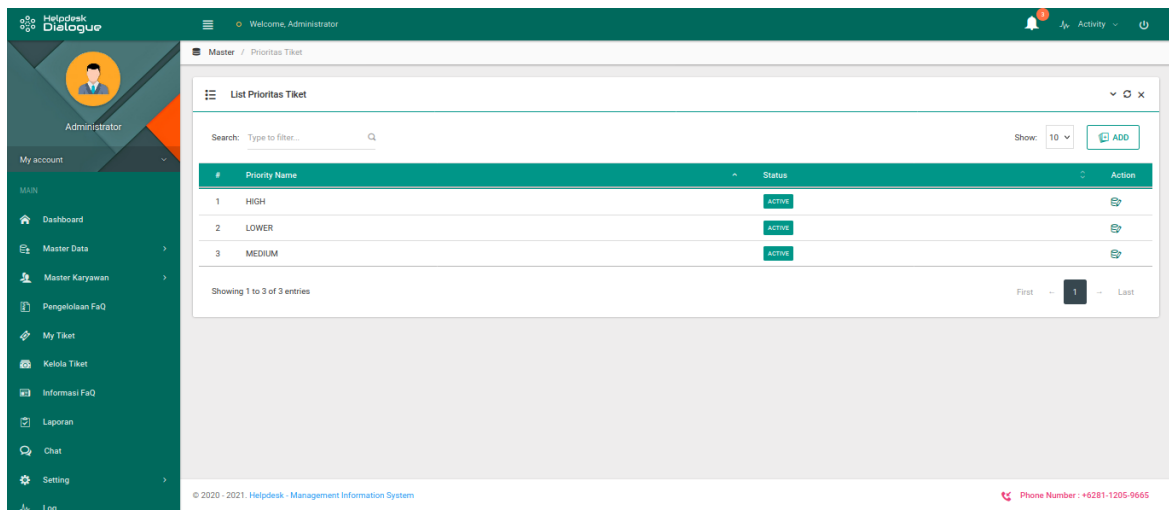 Helpdesk
Dialogue
Welcome, Administrator
3
Activity
Master / Prioritas Tiket
Administrator
My account
MAIN
Dashboard
Master Data
Master Karyawan
Pengelolaan FaQ
My Tiket
Kelola Tiket
Informasi FaQ
Laporan
Chat
Setting
Log
List Prioritas Tiket
Search: Type to filter...
Show: 10 ADD
# Priority Name Status Action
1 HIGH ACTIVE
2 LOWER ACTIVE
3 MEDIUM ACTIVE
Showing 1 to 3 of 3 entries
First ← 1 → Last
© 2020 - 2021. Helpdesk - Management Information System
Phone Number : +6281-1205-9665